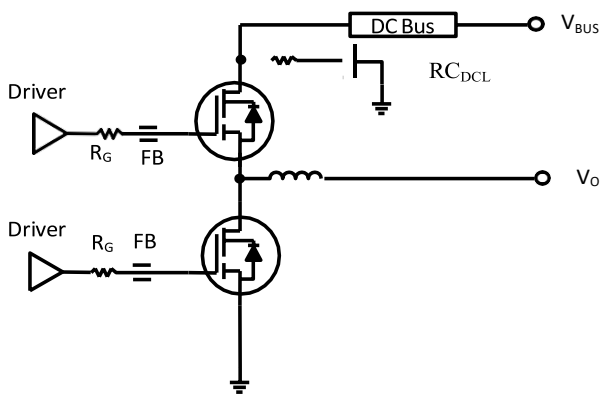 DC Bus
V_BUS
RC_DCL
Driver
R_G
FB
V_O
Driver
R_G
FB